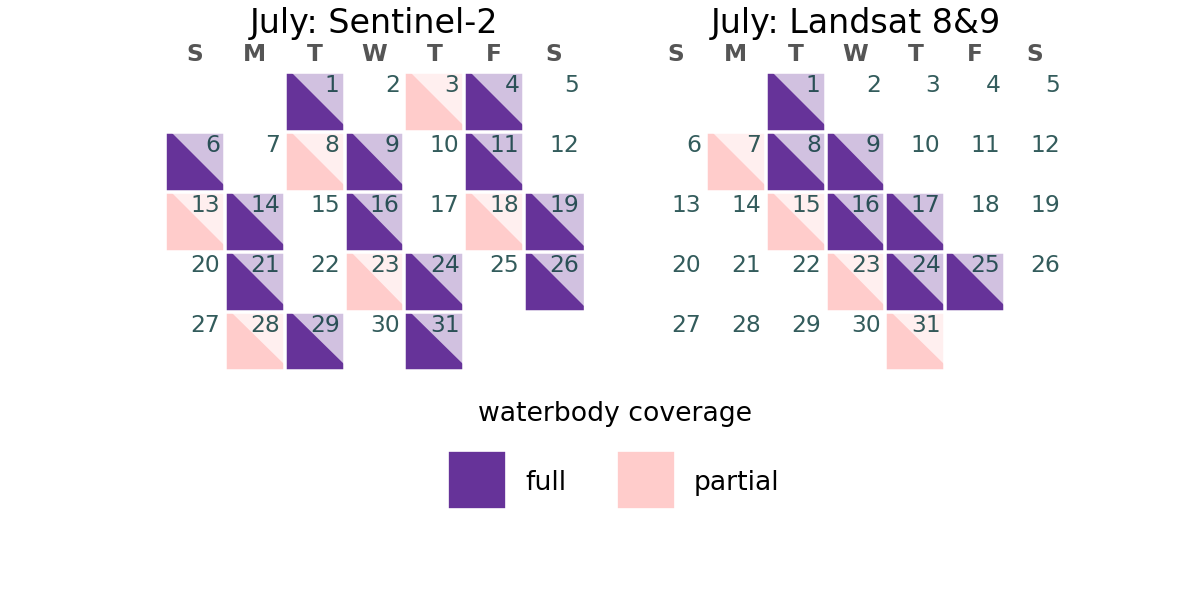 July: Sentinel-2
S M T W T F S
1 2 3 4 5
6 7 8 9 10 11 12
13 14 15 16 17 18 19
20 21 22 23 24 25 26
27 28 29 30 31
July: Landsat 8&9
S M T W T F S
1 2 3 4 5
6 7 8 9 10 11 12
13 14 15 16 17 18 19
20 21 22 23 24 25 26
27 28 29 30 31
waterbody coverage
full
partial